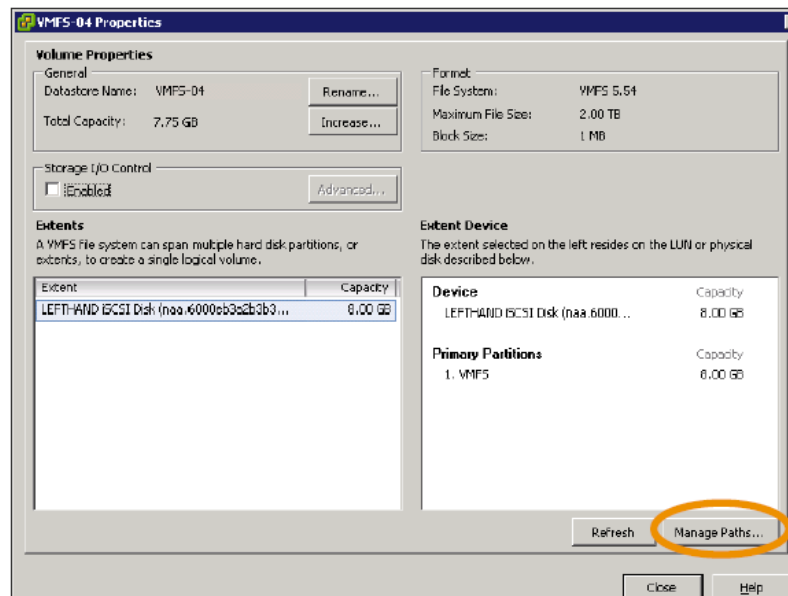 VMFS-04 Properties
Volume Properties
General
Datastore Name: VMFS-04
Rename...
Total Capacity: 7.75 GB
Increase...
Format
File System: VMFS 5.54
Maximum File Size: 2.00 TB
Block Size: 1 MB
Storage I/O Control
Enabled
Advanced...
Extents
A VMFS file system can span multiple hard disk partitions, or
extents, to create a single logical volume.
Extent Capacity
LEFTHAND iSCSI Disk (naa.6000eb3a2b3b3... 8.00 GB
Extent Device
The extent selected on the left resides on the LUN or physical
disk described below.
Device Capacity
LEFTHAND iSCSI Disk (naa.6000... 8.00 GB
Primary Partitions Capacity
1. VMFS 8.00 GB
Refresh
Manage Paths...
Close
Help